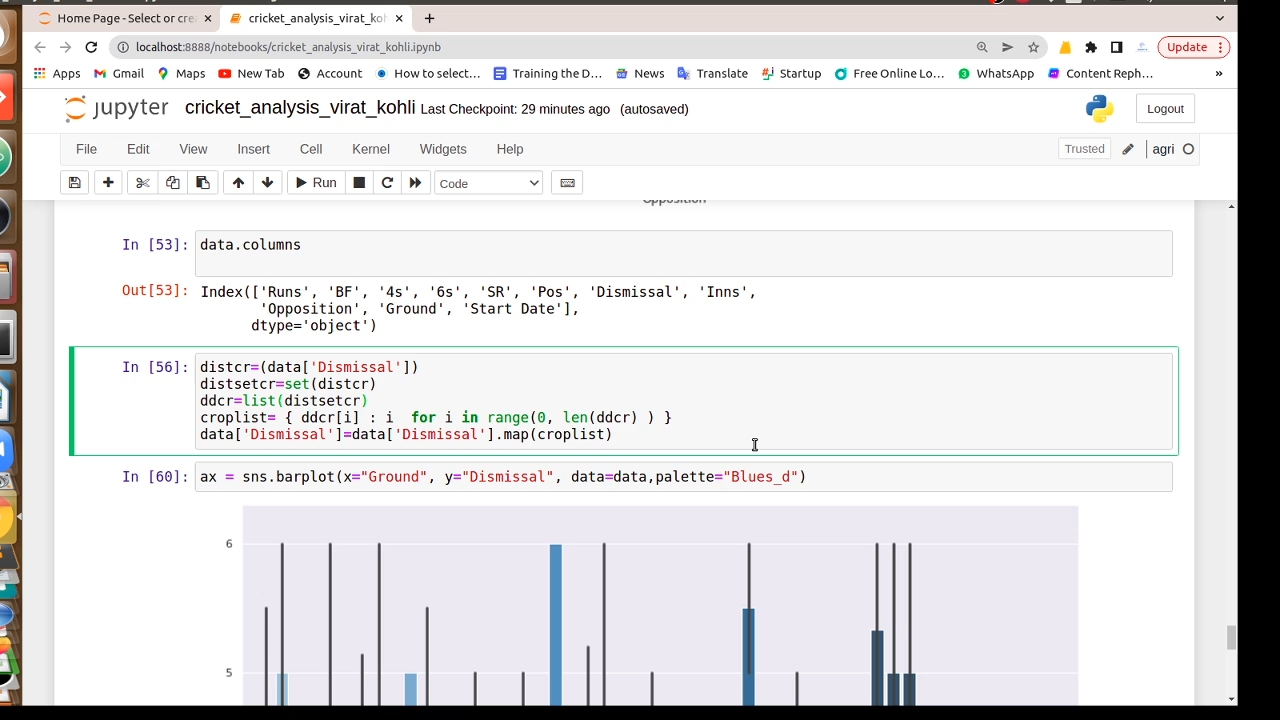 Home Page - Select or cre
cricket_analysis_virat_koh
localhost:8888/notebooks/cricket_analysis_virat_kohli.ipynb
Update
Apps Gmail Maps New Tab Account How to select... Training the D... News Translate Startup Free Online Lo... WhatsApp Content Reph... »
jupyter cricket_analysis_virat_kohli Last Checkpoint: 29 minutes ago (autosaved) Logout
File Edit View Insert Cell Kernel Widgets Help Trusted agri
Run Code
Opposition
In [53]: data.columns
Out[53]: Index(['Runs', 'BF', '4s', '6s', 'SR', 'Pos', 'Dismissal', 'Inns',
'Opposition', 'Ground', 'Start Date'],
dtype='object')
In [56]: distcr=(data['Dismissal'])
distsetcr=set(distcr)
ddcr=list(distsetcr)
croplist= { ddcr[i] : i for i in range(0, len(ddcr) ) }
data['Dismissal']=data['Dismissal'].map(croplist)
In [60]: ax = sns.barplot(x="Ground", y="Dismissal", data=data,palette="Blues_d")
6
5